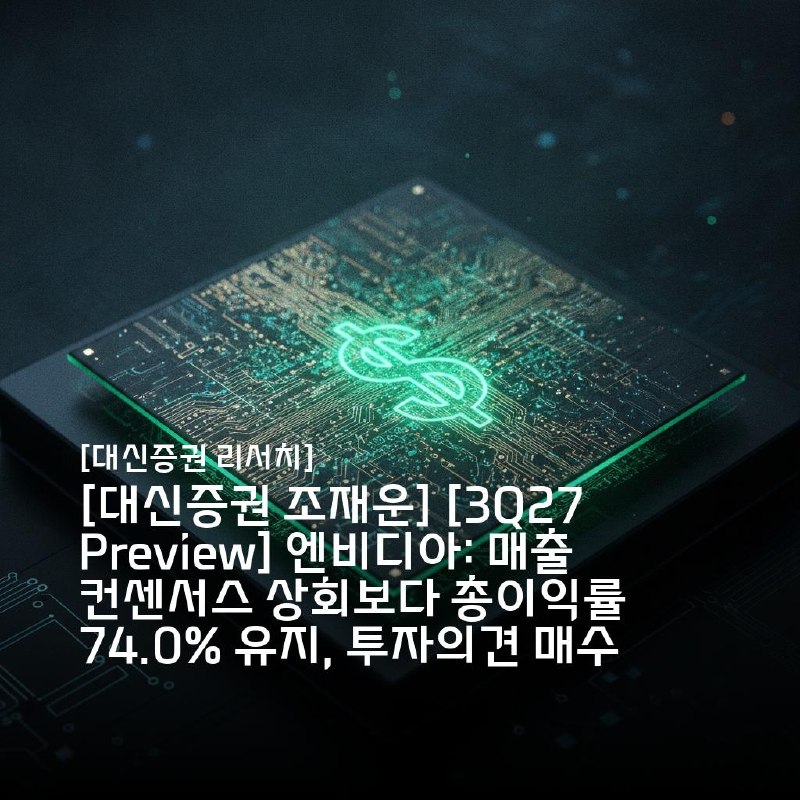 [대신증권 리서치]
[대신증권 조재운] [3Q27
Preview] 엔비디아: 매출
컨센서스 상회보다 총이익률
74.0% 유지, 투자의견 매수